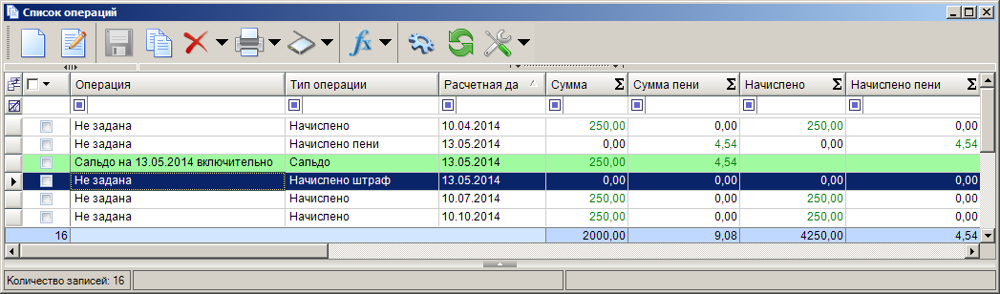 Список операций
Операция Тип операции Расчетная да Сумма Σ Сумма пени Σ Начислено Σ Начислено пени Σ
Не задана Начислено 10.04.2014 250,00 0,00 250,00 0,00
Не задана Начислено пени 13.05.2014 0,00 4,54 0,00 4,54
Сальдо на 13.05.2014 включительно Сальдо 13.05.2014 250,00 4,54
Не задана Начислено штраф 13.05.2014 0,00 0,00 0,00 0,00
Не задана Начислено 10.07.2014 250,00 0,00 250,00 0,00
Не задана Начислено 10.10.2014 250,00 0,00 250,00 0,00
16 2000,00 9,08 4250,00 4,54
Количество записей: 16